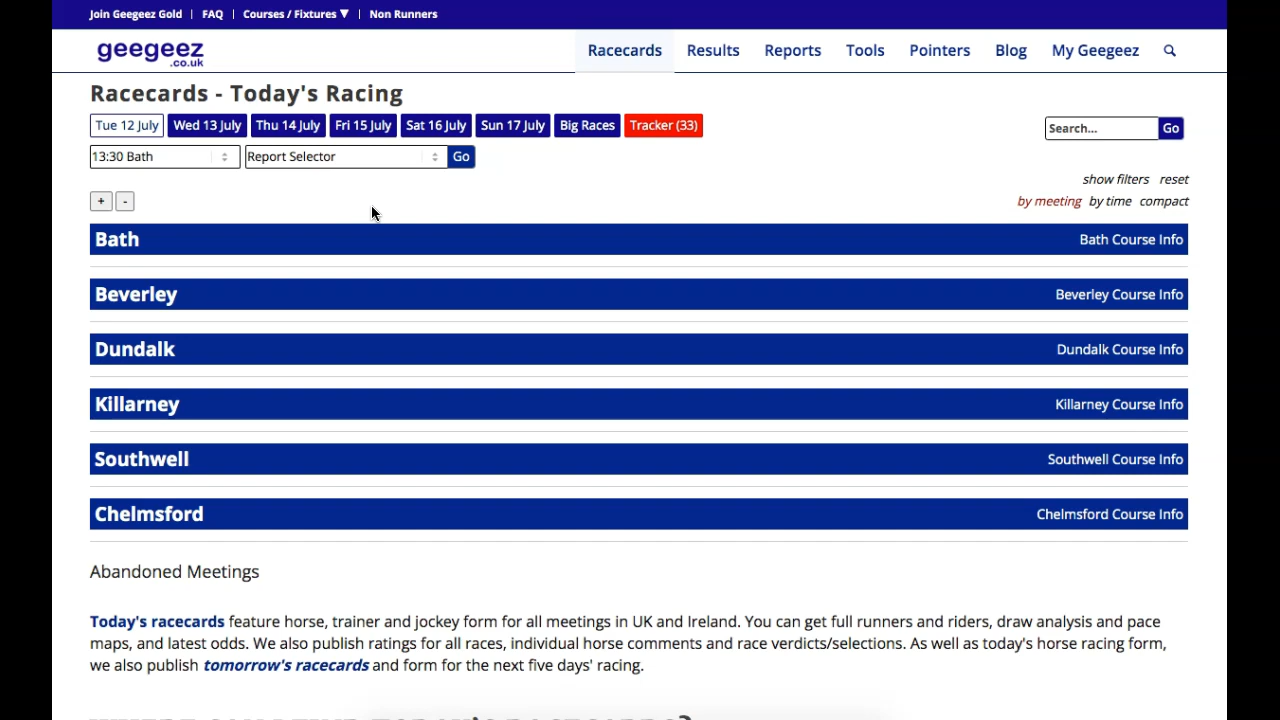 Join Geegeez Gold | FAQ | Courses / Fixtures ▼ | Non Runners
geegeez
.co.uk
Racecards Results Reports Tools Pointers Blog My Geegeez
Racecards - Today's Racing
Tue 12 July Wed 13 July Thu 14 July Fri 15 July Sat 16 July Sun 17 July Big Races Tracker (33)
Search... Go
13:30 Bath Report Selector Go
show filters reset
+ - by meeting by time compact
Bath Bath Course Info
Beverley Beverley Course Info
Dundalk Dundalk Course Info
Killarney Killarney Course Info
Southwell Southwell Course Info
Chelmsford Chelmsford Course Info
Abandoned Meetings
Today's racecards feature horse, trainer and jockey form for all meetings in UK and Ireland. You can get full runners and riders, draw analysis and pace
maps, and latest odds. We also publish ratings for all races, individual horse comments and race verdicts/selections. As well as today's horse racing form,
we also publish tomorrow's racecards and form for the next five days' racing.